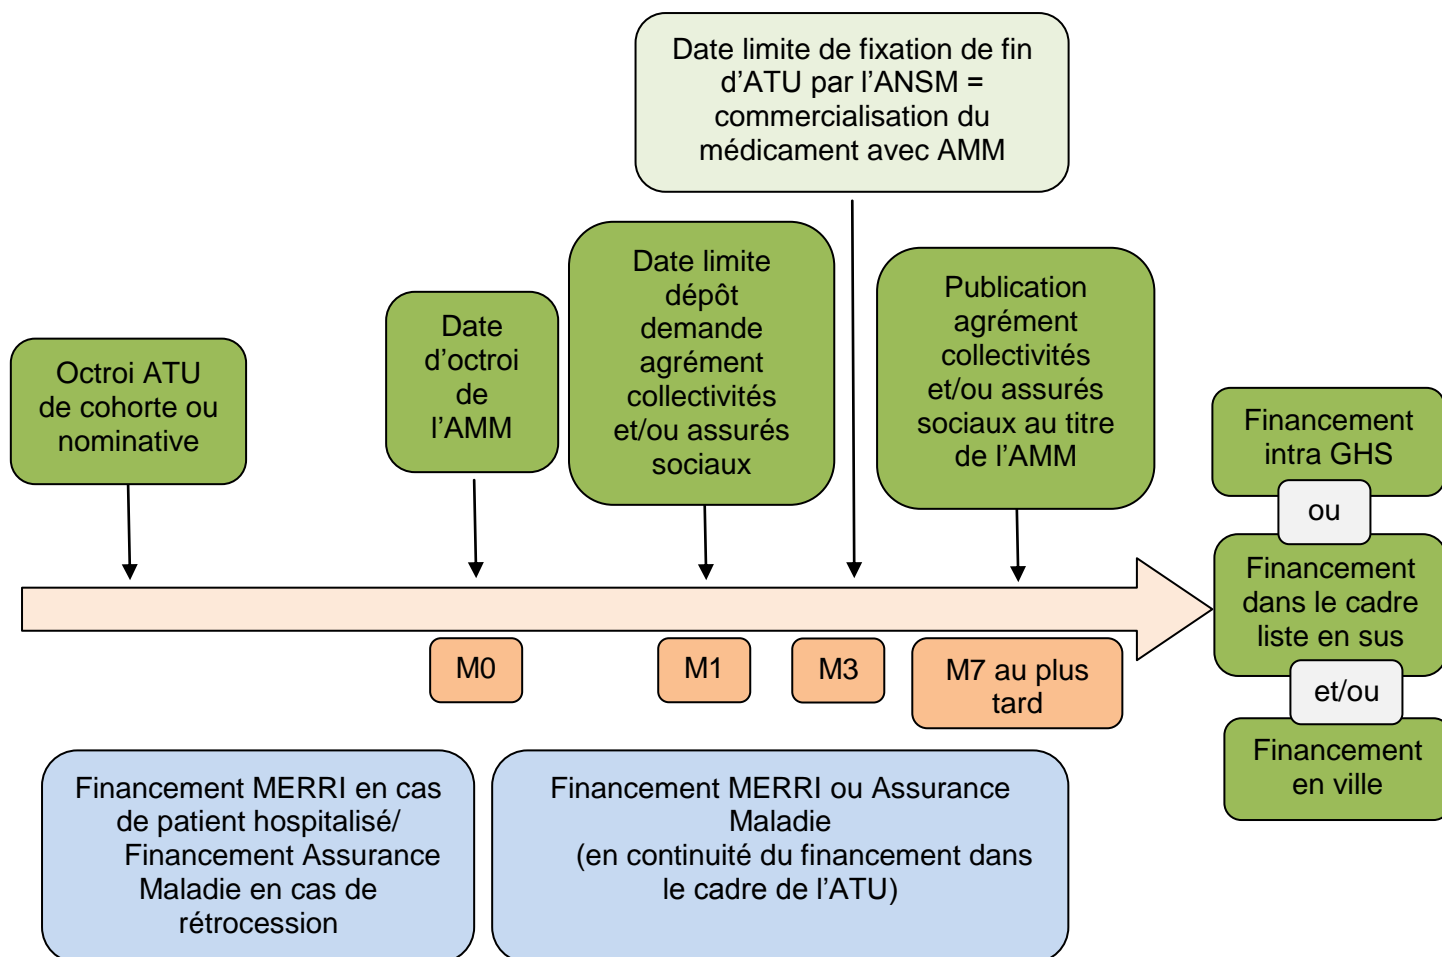 Date limite de fixation de fin
d'ATU par l'ANSM =
commercialisation du
médicament avec AMM
Octroi ATU
de cohorte ou
nominative
Date
d'octroi
de
l'AMM
Date limite
dépôt
demande
agrément
collectivités
et/ou assurés
sociaux
Publication
agrément
collectivités
et/ou assurés
sociaux au titre
de l'AMM
Financement
intra GHS
ou
Financement
dans le cadre
liste en sus
et/ou
Financement
en ville
M0
M1
M3
M7 au plus
tard
Financement MERRI en cas
de patient hospitalisé/
Financement Assurance
Maladie en cas de
rétrocession
Financement MERRI ou Assurance
Maladie
(en continuité du financement dans
le cadre de l'ATU)